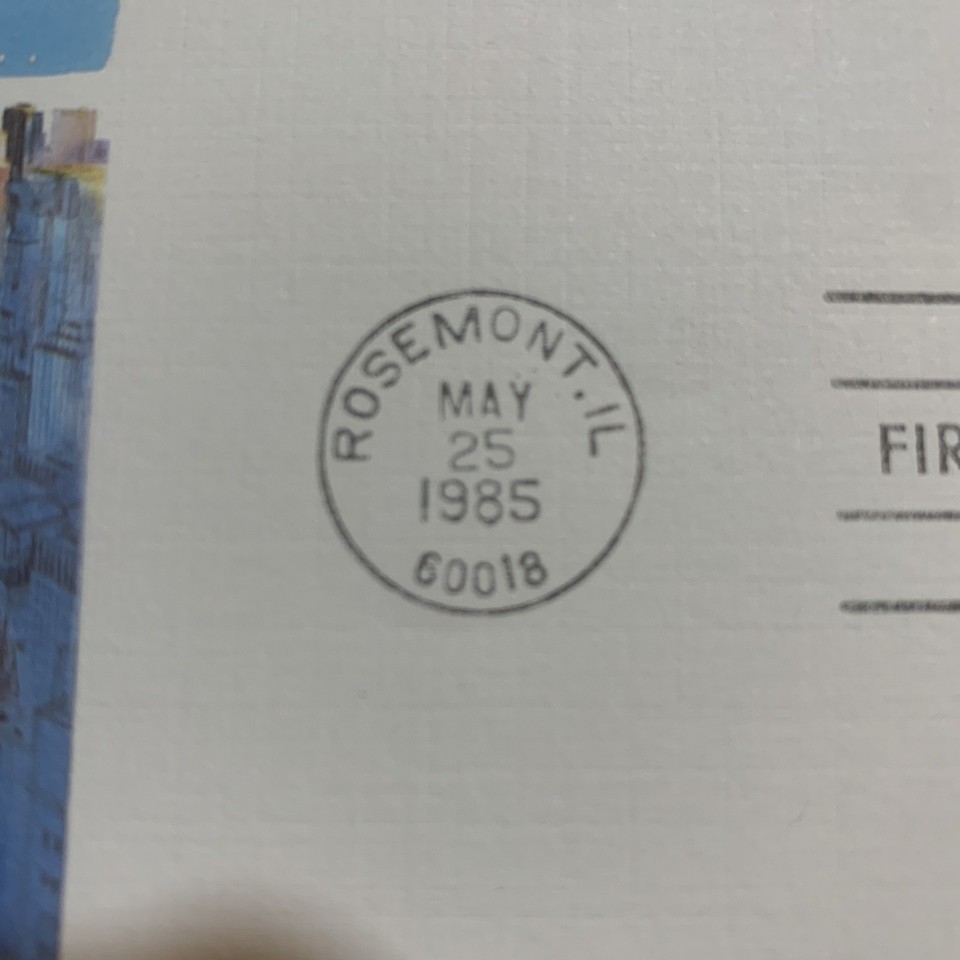 ROSEMONT, IL
MAY
25
1985
60018
FIR